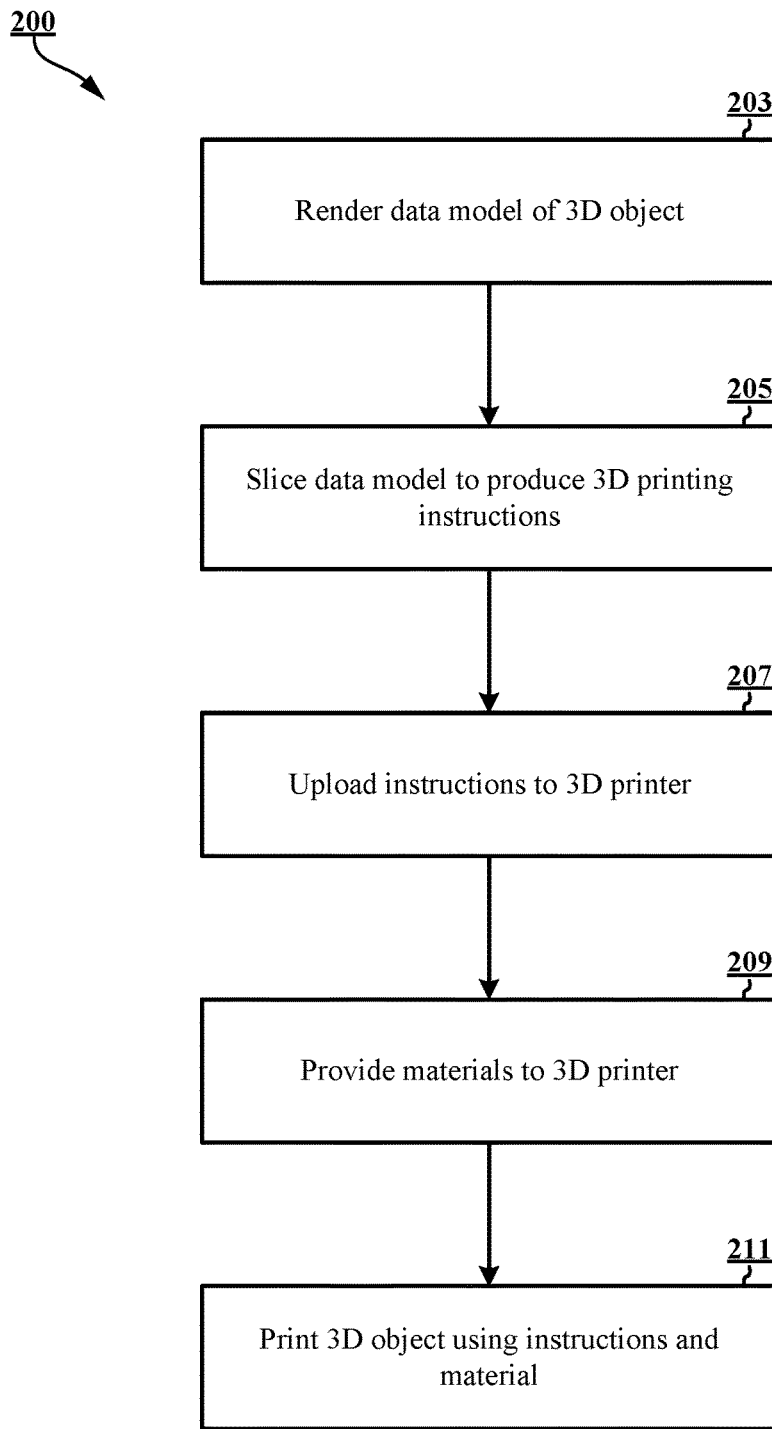 200
203
Render data model of 3D object
205
Slice data model to produce 3D printing
instructions
207
Upload instructions to 3D printer
209
Provide materials to 3D printer
211
Print 3D object using instructions and
material